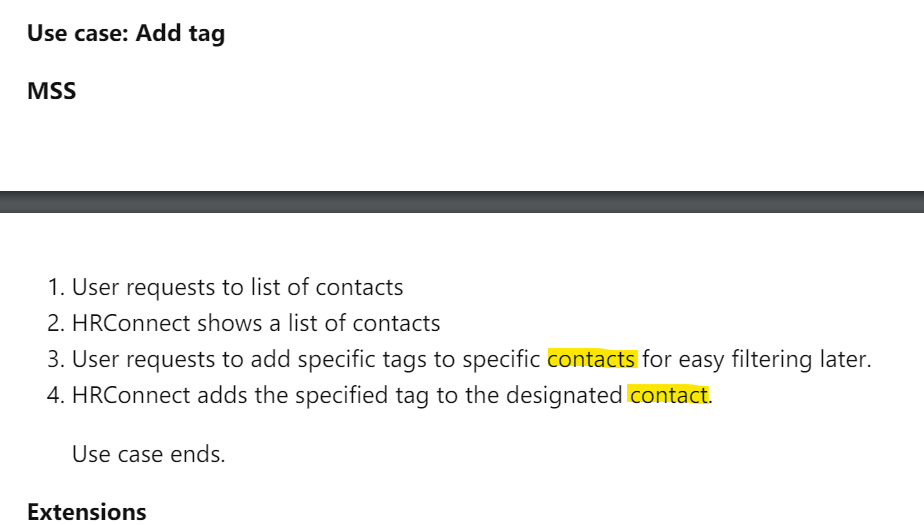 Use case: Add tag
MSS
1. User requests to list of contacts
2. HRConnect shows a list of contacts
3. User requests to add specific tags to specific contacts for easy filtering later.
4. HRConnect adds the specified tag to the designated contact.
Use case ends.
Extensions